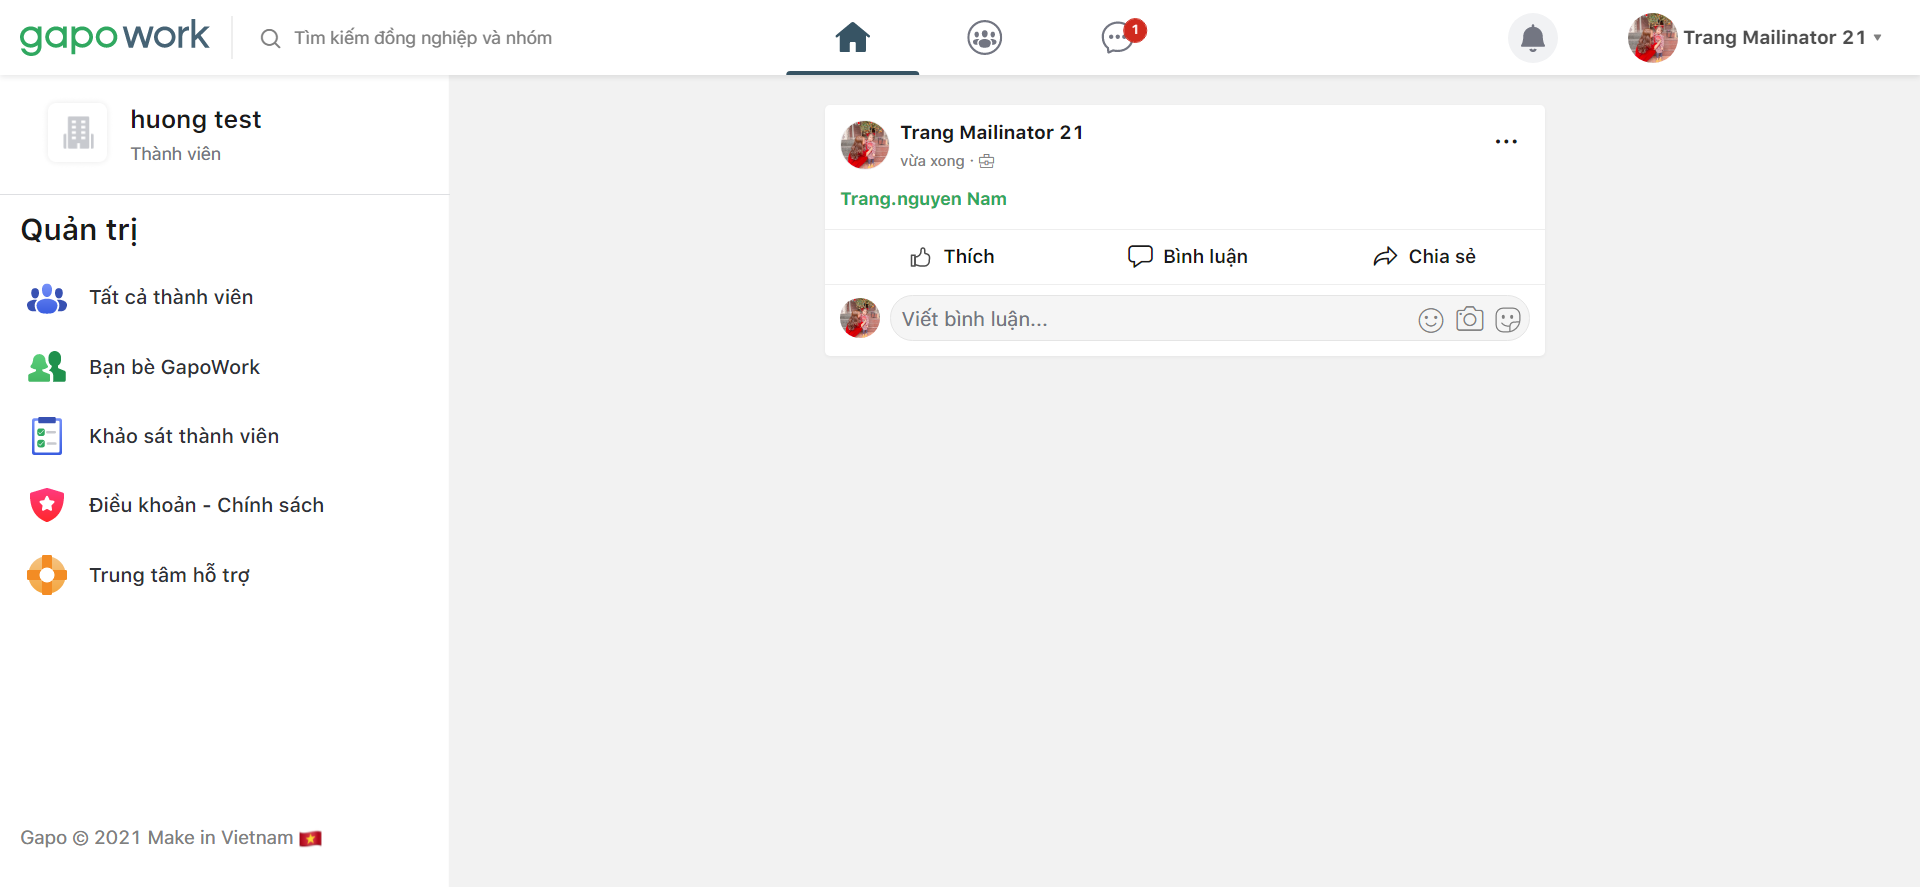 gapowork
Tìm kiếm đồng nghiệp và nhóm
1
Trang Mailinator 21
huong test
Thành viên
Quản trị
Tất cả thành viên
Bạn bè GapoWork
Khảo sát thành viên
Điều khoản - Chính sách
Trung tâm hỗ trợ
Gapo © 2021 Make in Vietnam 🇻🇳
Trang Mailinator 21
vừa xong ·
Trang.nguyen Nam
Thích
Bình luận
Chia sẻ
Viết bình luận...